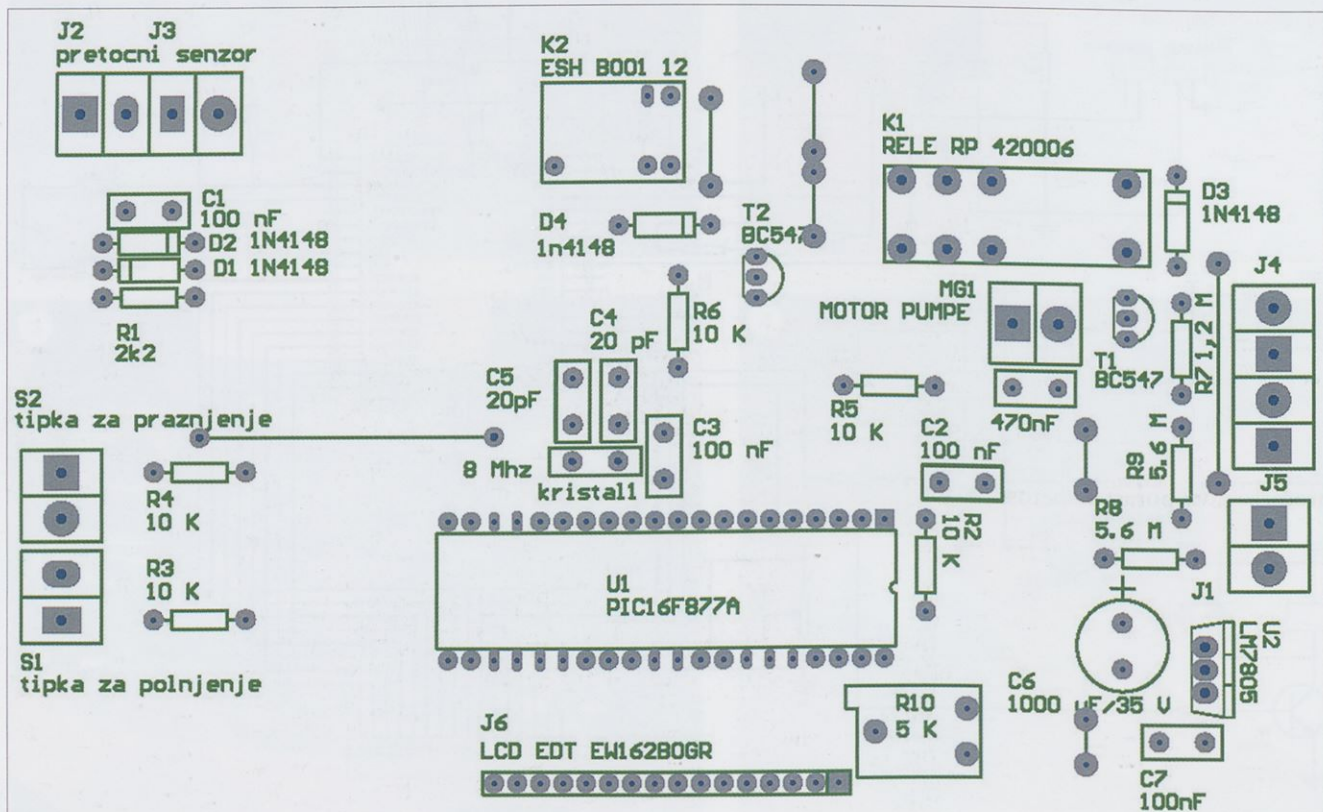 J2 J3
pretocni senzor
K2
ESH B001 12
K1
RELE RP 420006
C1
100 nF
D2 1N4148
D1 1N4148
R1
2k2
D4
1n4148
T2
BC547
D3
1N4148
J4
MG1
MOTOR PUMPE
R6
10 K
C4
20 pF
C5
20pF
T1
BC547
R7 1,2 M
S2
tipka za praznjenje
R5
10 K
470nF
C3
100 nF
C2
100 nF
8 Mhz
kristal1
R9
5.6 M
J5
R4
10 K
R8
5.6 M
R2
10 K
R3
10 K
U1
PIC16F877A
J1
U2
LM7805
S1
tipka za polnjenje
C6
1000 uF/35 V
R10
5 K
J6
LCD EDT EW162B0GR
C7
100nF